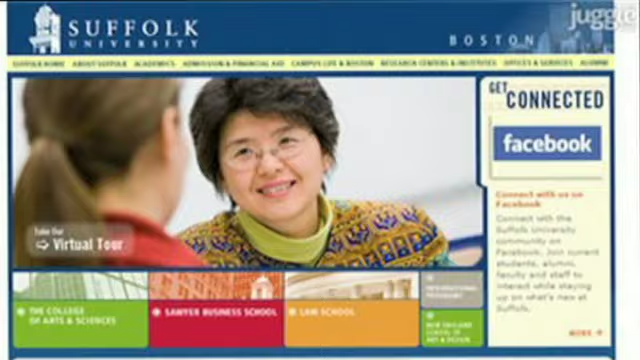 juggle
SUFFOLK
UNIVERSITY
BOSTON
SUFFOLK HOME ABOUT SUFFOLK ACADEMICS ADMISSION & FINANCIAL AID CAMPUS LIFE & BOSTON RESEARCH CENTERS & INSTITUTES OFFICES & SERVICES ALUMNI
GET
CONNECTED
facebook
Connect with us on
Facebook
Connect with the
Suffolk University
community on
Facebook. Join current
students, alumni,
faculty and staff to
interact while staying
up on what's new at
Suffolk.
MORE
Take Our
Virtual Tour
THE COLLEGE
OF ARTS & SCIENCES
SAWYER BUSINESS SCHOOL
LAW SCHOOL
INTERNATIONAL
PROGRAMS
NEW ENGLAND
SCHOOL OF
ART & DESIGN